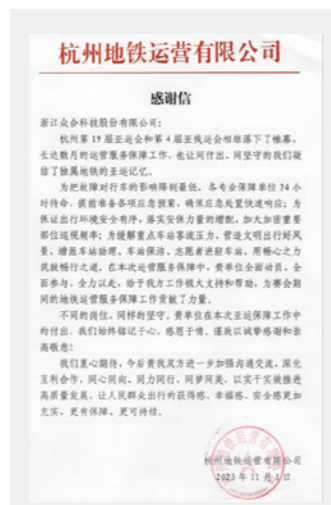 杭州地铁运营有限公司
感谢信
浙江众合科技股份有限公司：
杭州第19届亚运会和第4届亚残运会相继落下了帷幕，
长达数月的运营服务保障工作，也让同付出、同坚守的我们凝
结了独属地铁的亚运记忆。
为把故障对行车的影响降到最低，各专业保障单位24小
时待命，提前准备各项应急预案，确保应急处置快速响应；为
保证出行环境安全有序，落实安保力量的增配，加大加密重要
部位巡视频率；为缓解重点车站客流压力，营造文明出行好风
景，增派车站助理、车站保洁、志愿者进驻车站，用畅心之力
筑就畅行之道。在本次运营服务保障中，贵单位全面动员、全
面参与、全力以赴，给予我方工作极大支持和帮助，为赛会期
间的地铁运营服务保障工作贡献了力量。
不同的岗位，同样的坚守，贵单位在本次亚运保障工作中
的付出，我们始终铭记于心、感恩于情，谨致以诚挚感谢和崇
高敬意！
我们衷心期待，今后贵我双方进一步加强沟通交流，深化
互利合作，同心同向、同力同行、同梦同美，以实干实效推进
高质量发展，让人民群众出行的获得感、幸福感、安全感更加
充实、更有保障、更可持续。
杭州地铁运营有限公司
2023年11月1日